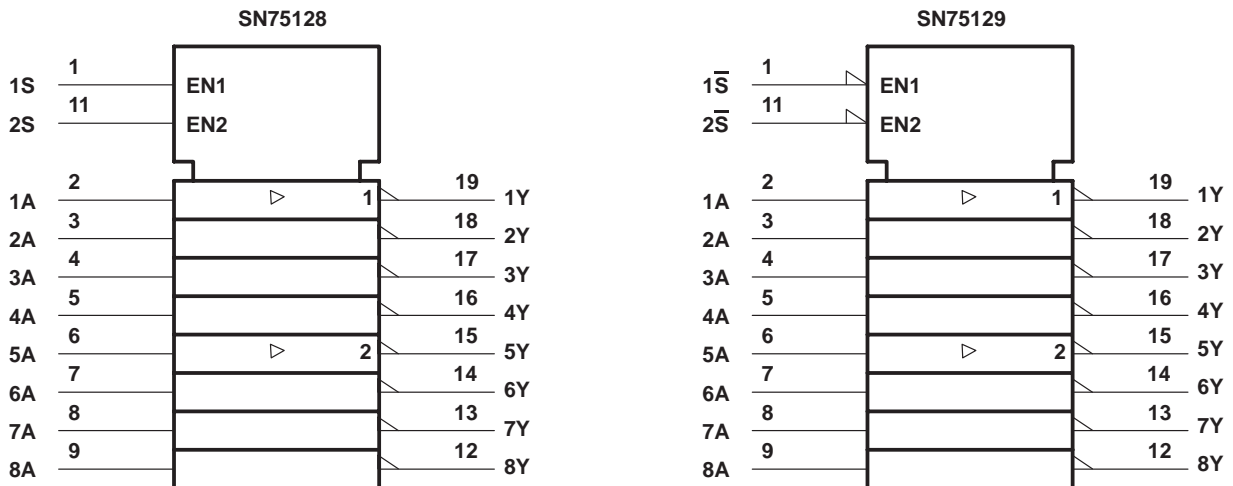 SN75128
1S 1 EN1
2S 11 EN2
1A 2 1 19 1Y
2A 3 18 2Y
3A 4 17 3Y
4A 5 16 4Y
5A 6 2 15 5Y
6A 7 14 6Y
7A 8 13 7Y
8A 9 12 8Y
SN75129
1S̅ 1 EN1
2S̅ 11 EN2
1A 2 1 19 1Y
2A 3 18 2Y
3A 4 17 3Y
4A 5 16 4Y
5A 6 2 15 5Y
6A 7 14 6Y
7A 8 13 7Y
8A 9 12 8Y